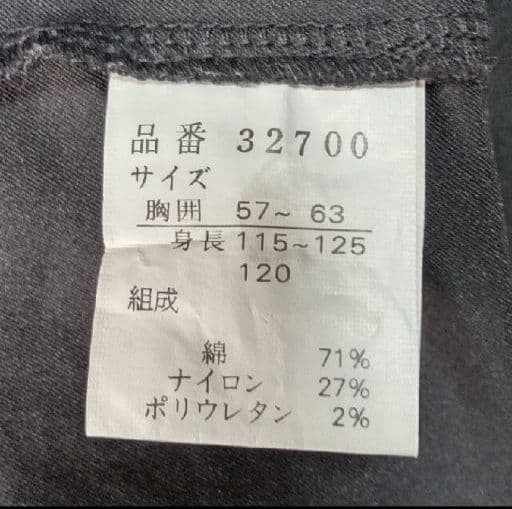 品番 32700
サイズ
胸囲 57~ 63
身長 115~125
120
組成
綿 71%
ナイロン 27%
ポリウレタン 2%